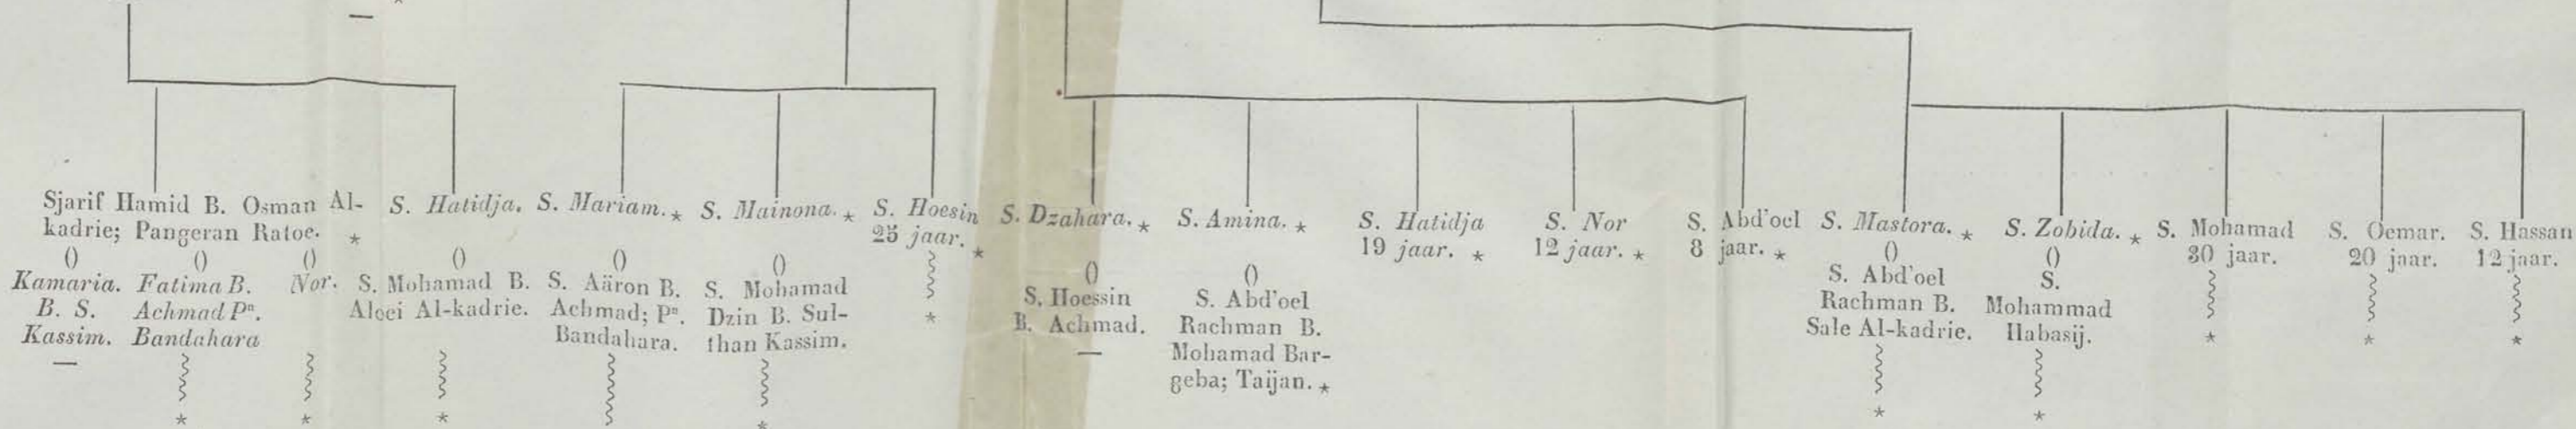 Sjarif Hamid B. Osman Al-
kadrie; Pangeran Ratoe. *
()
Kamaria.
B. S.
Kassim.
—
()
Fatima B.
Achmad Pn.
Bandahara
*
()
Nor.
*
S. Hatidja.
()
S. Mohamad B.
Aloei Al-kadrie.
*
S. Mariam. *
()
S. Aäron B.
Achmad; Pn.
Bandahara.
S. Mainona. *
()
S. Mohamad
Dzin B. Sul-
than Kassim.
*
S. Hoesin
25 jaar. *
*
S. Dzahara. *
()
S. Hoessin
B. Achmad.
—
S. Amina. *
()
S. Abd'oel
Rachman B.
Mohamad Bar-
geba; Taijan. *
S. Hatidja
19 jaar. *
S. Nor
12 jaar. *
S. Abd'oel
8 jaar. *
S. Mastora. *
()
S. Abd'oel
Rachman B.
Sale Al-kadrie.
*
S. Zobida. *
()
S.
Mohammad
Habasij.
*
S. Mohamad
30 jaar.
*
S. Oemar.
20 jaar.
*
S. Hassan
12 jaar.
*